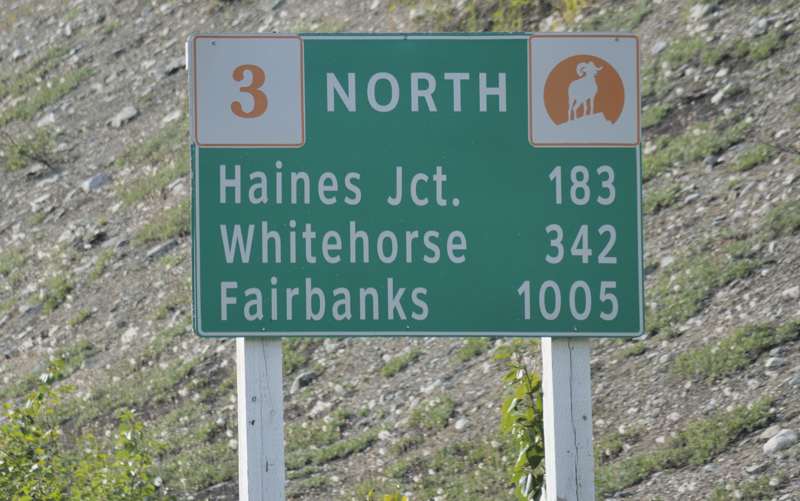 3 NORTH
Haines Jct. 183
Whitehorse 342
Fairbanks 1005